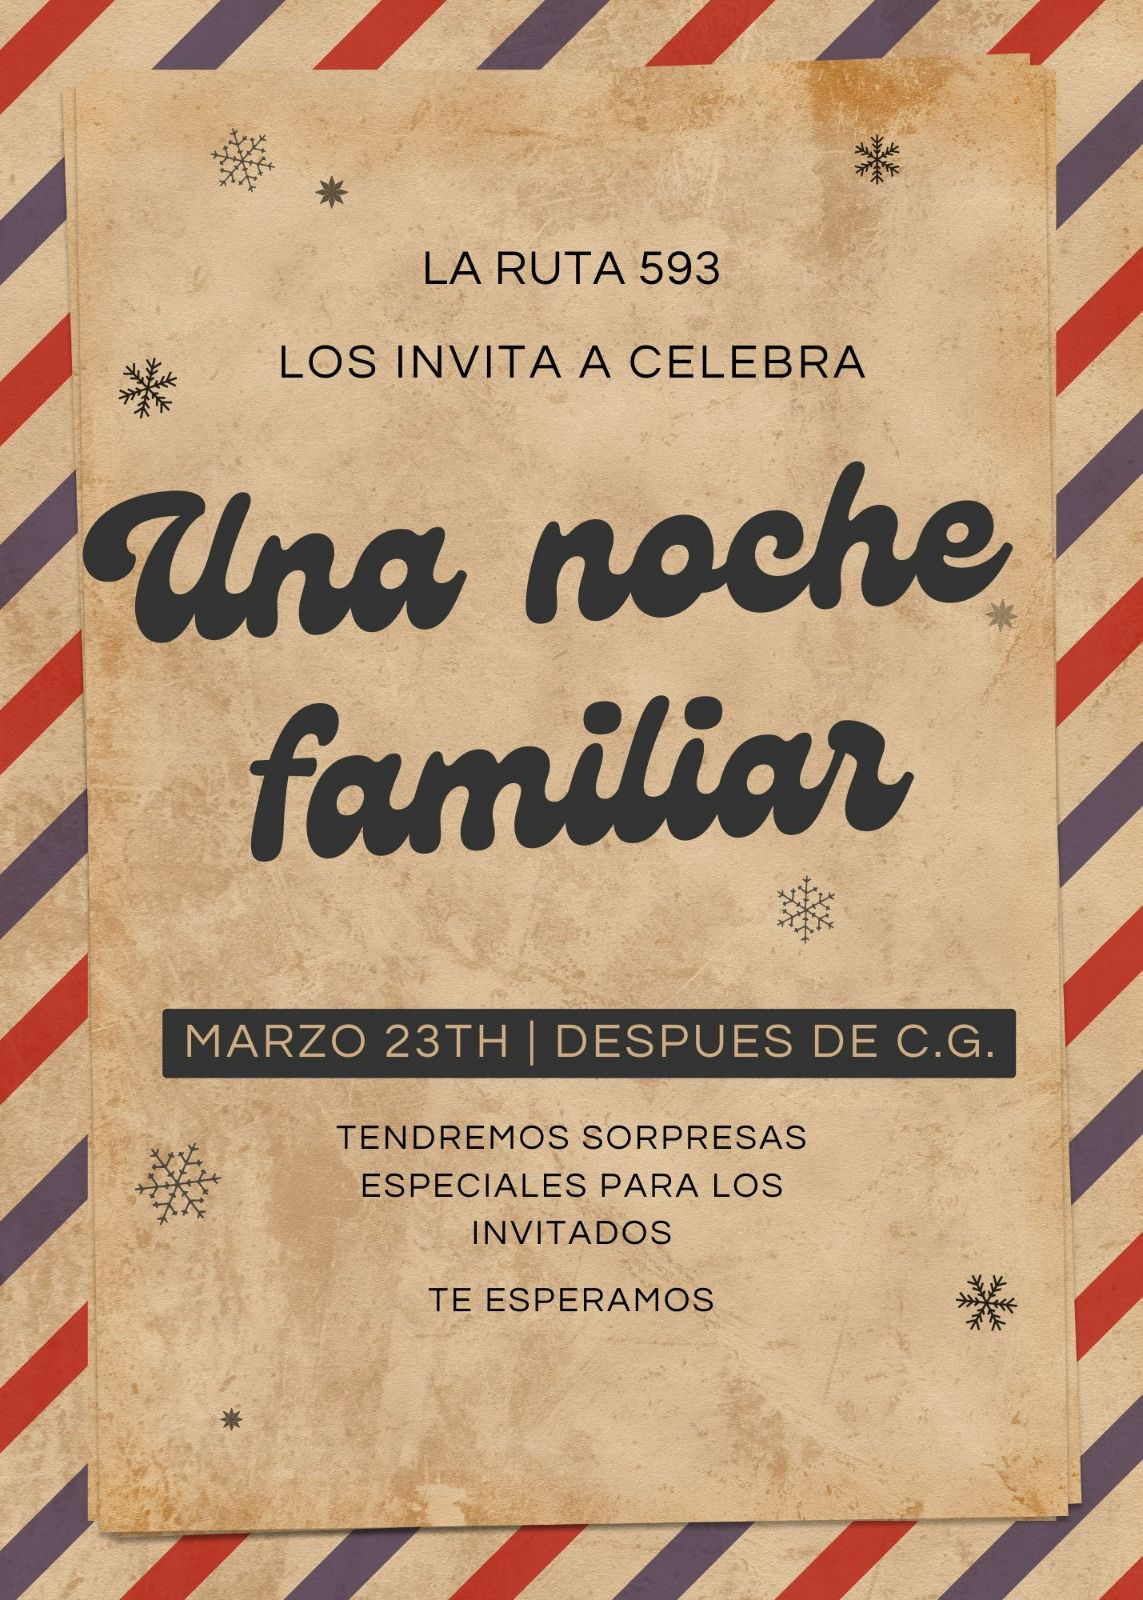 LA RUTA 593
LOS INVITA A CELEBRA
Una noche
familiar
MARZO 23TH | DESPUES DE C.G.
TENDREMOS SORPRESAS
ESPECIALES PARA LOS
INVITADOS
TE ESPERAMOS